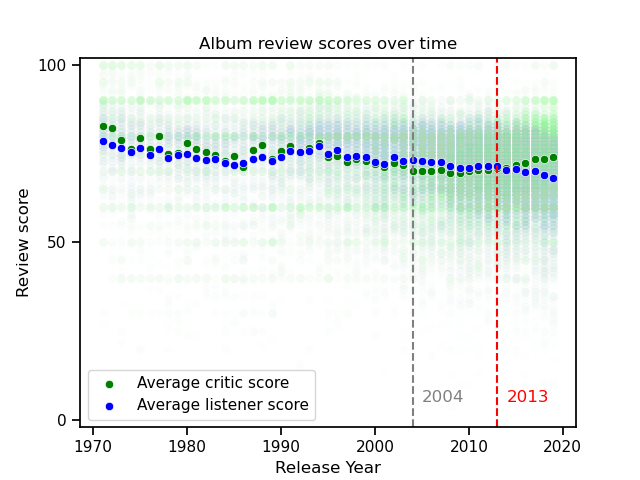 Album review scores over time
100
50
0
Review score
2004
2013
Average critic score
Average listener score
1970
1980
1990
2000
2010
2020
Release Year